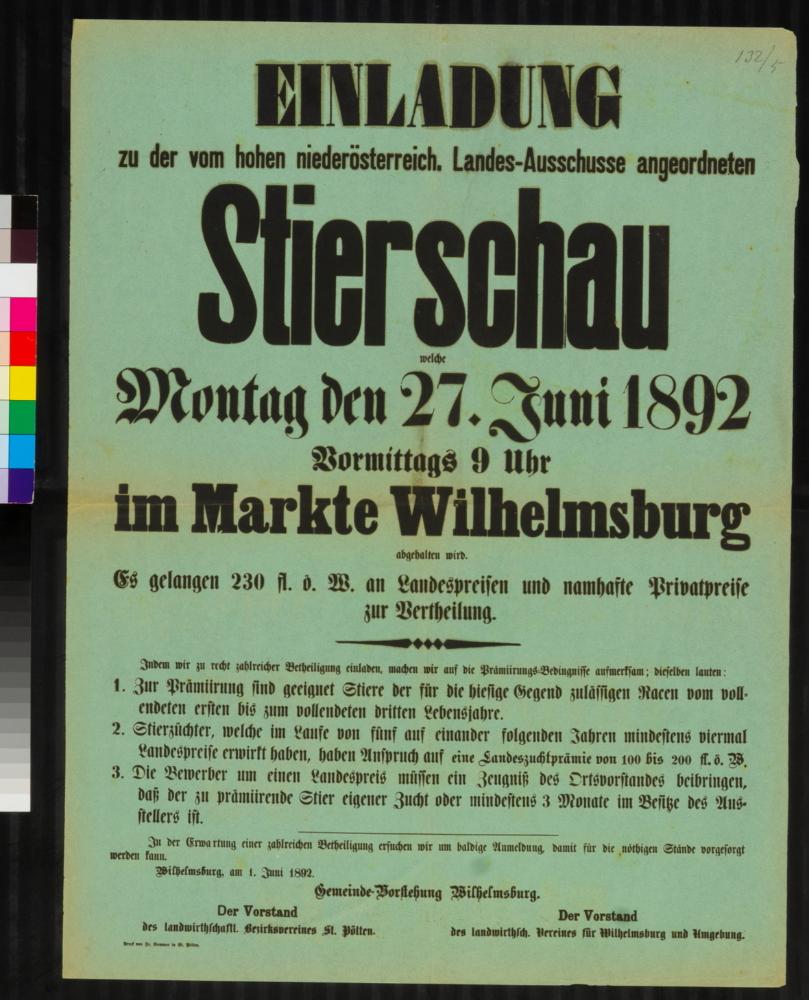 132/5
EINLADUNG
zu der vom hohen niederösterreich. Landes-Ausschusse angeordneten
Stierschau
welche
Montag den 27. Juni 1892
Vormittags 9 Uhr
im Markte Wilhelmsburg
abgehalten wird.
Es gelangen 230 fl. ö. W. an Landespreisen und namhafte Privatpreise
zur Vertheilung.
Indem wir zu recht zahlreicher Betheiligung einladen, machen wir auf die Prämiirungs-Bedingnisse aufmerksam; dieselben lauten:
1. Zur Prämiirung sind geeignet Stiere der für die hiesige Gegend zulässigen Racen vom voll-
endeten ersten bis zum vollendeten dritten Lebensjahre.
2. Stierzüchter, welche im Laufe von fünf auf einander folgenden Jahren mindestens viermal
Landespreise erwirkt haben, haben Anspruch auf eine Landeszuchtprämie von 100 bis 200 fl. ö. W.
3. Die Bewerber um einen Landespreis müssen ein Zeugniß des Ortsvorstandes beibringen,
daß der zu prämiirende Stier eigener Zucht oder mindestens 3 Monate im Besitze des Aus-
stellers ist.
In der Erwartung einer zahlreichen Betheiligung ersuchen wir um baldige Anmeldung, damit für die nöthigen Stände vorgesorgt
werden kann.
Wilhelmsburg, am 1. Juni 1892.
Gemeinde-Vorstehung Wilhelmsburg.
Der Vorstand
des landwirthschaftl. Bezirksvereines St. Pölten.
Der Vorstand
des landwirthsch. Vereines für Wilhelmsburg und Umgebung.
Druck von Fr. in St. Pölten.